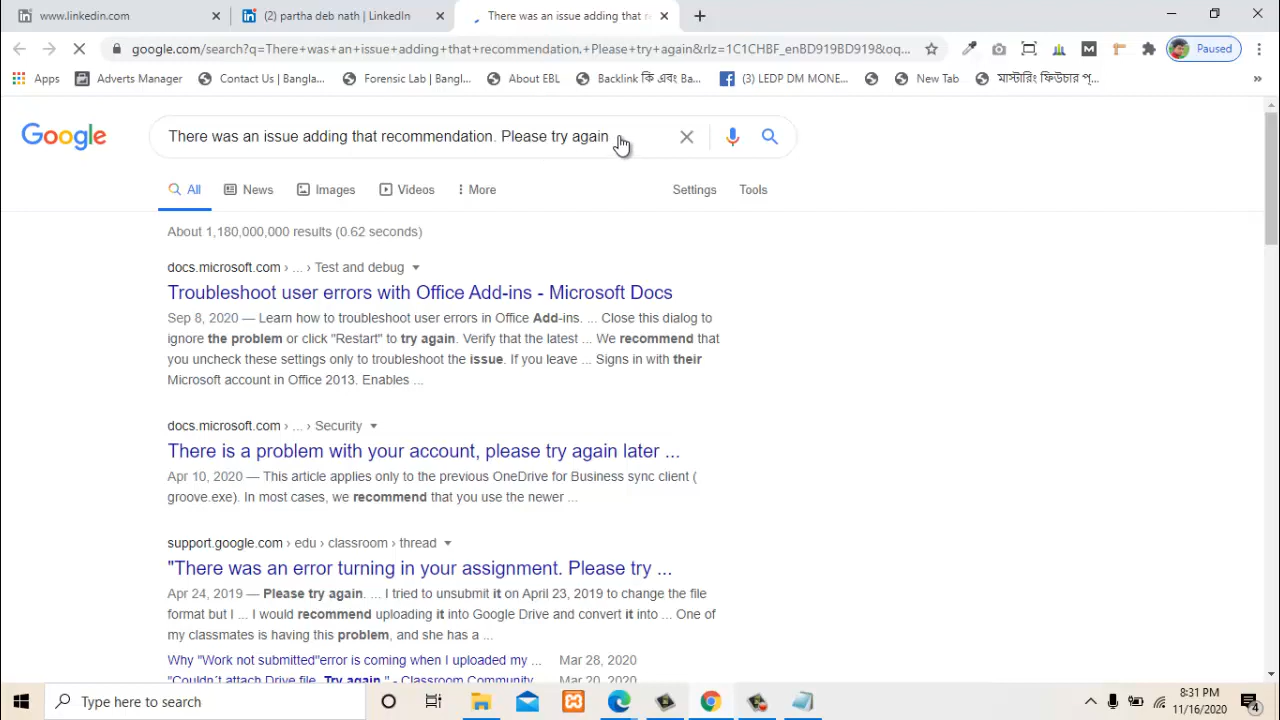 www.linkedin.com
(2) partha deb nath | LinkedIn
There was an issue adding that r
google.com/search?q=There+was+an+issue+adding+that+recommendation.+Please+try+again&rlz=1C1CHBF_enBD919BD919&oq...
Paused
Apps
Adverts Manager
Contact Us | Bangla...
Forensic Lab | Bangl...
About EBL
Backlink কি এবং Ba...
(3) LEDP DM MONE...
New Tab
মাস্টারিং ফিউচার প্...
»
Google
There was an issue adding that recommendation. Please try again
All
News
Images
Videos
More
Settings
Tools
About 1,180,000,000 results (0.62 seconds)
docs.microsoft.com › ... › Test and debug
Troubleshoot user errors with Office Add-ins - Microsoft Docs
Sep 8, 2020 — Learn how to troubleshoot user errors in Office Add-ins. ... Close this dialog to
ignore the problem or click "Restart" to try again. Verify that the latest ... We recommend that
you uncheck these settings only to troubleshoot the issue. If you leave ... Signs in with their
Microsoft account in Office 2013. Enables ...
docs.microsoft.com › ... › Security
There is a problem with your account, please try again later ...
Apr 10, 2020 — This article applies only to the previous OneDrive for Business sync client (
groove.exe). In most cases, we recommend that you use the newer ...
support.google.com › edu › classroom › thread
"There was an error turning in your assignment. Please try ...
Apr 24, 2019 — Please try again. ... I tried to unsubmit it on April 23, 2019 to change the file
format but I ... I would recommend uploading it into Google Drive and convert it into ... One of
my classmates is having this problem, and she has a ...
Why "Work not submitted"error is coming when I uploaded my ... Mar 28, 2020
"Couldn´t attach Drive file. Try again." - Classroom Community Mar 20, 2020
Type here to search
8:31 PM
11/16/2020
4